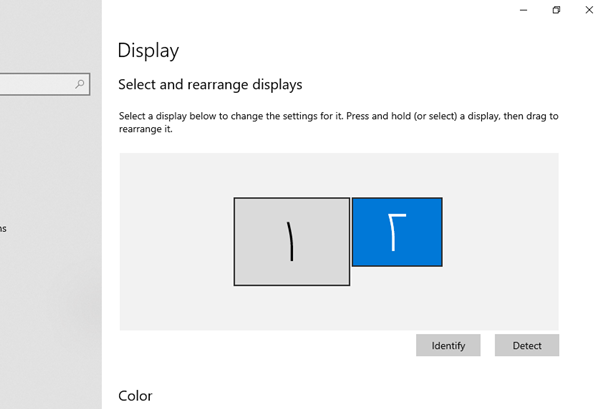 Display
Select and rearrange displays
Select a display below to change the settings for it. Press and hold (or select) a display, then drag to
rearrange it.
ns
١ ٢
Identify Detect
Color